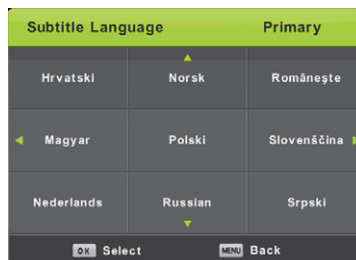 Subtitle Language Primary
Hrvatski Norsk Românește
Magyar Polski Slovenščina
Nederlands Russian Srpski
OK Select MENU Back